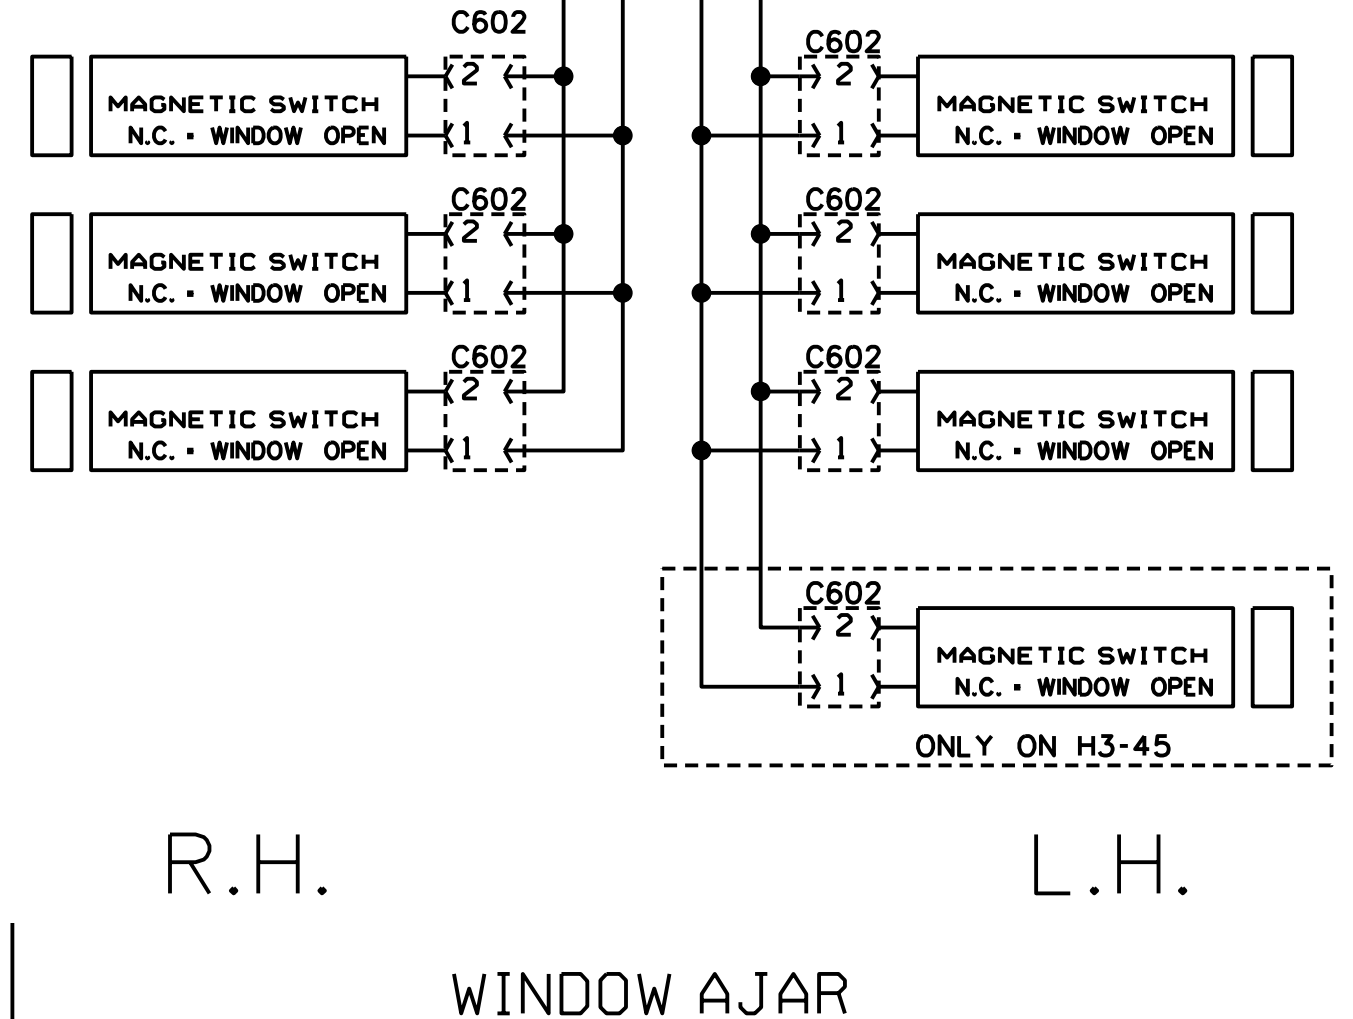 C602
C602
2
2
MAGNETIC SWITCH
MAGNETIC SWITCH
N.C. - WINDOW OPEN
1
1
N.C. - WINDOW OPEN
C602
C602
2
2
MAGNETIC SWITCH
MAGNETIC SWITCH
N.C. - WINDOW OPEN
1
1
N.C. - WINDOW OPEN
C602
C602
2
2
MAGNETIC SWITCH
MAGNETIC SWITCH
N.C. - WINDOW OPEN
1
1
N.C. - WINDOW OPEN
C602
2
MAGNETIC SWITCH
1
N.C. - WINDOW OPEN
ONLY ON H3-45
R.H.
L.H.
WINDOW AJAR